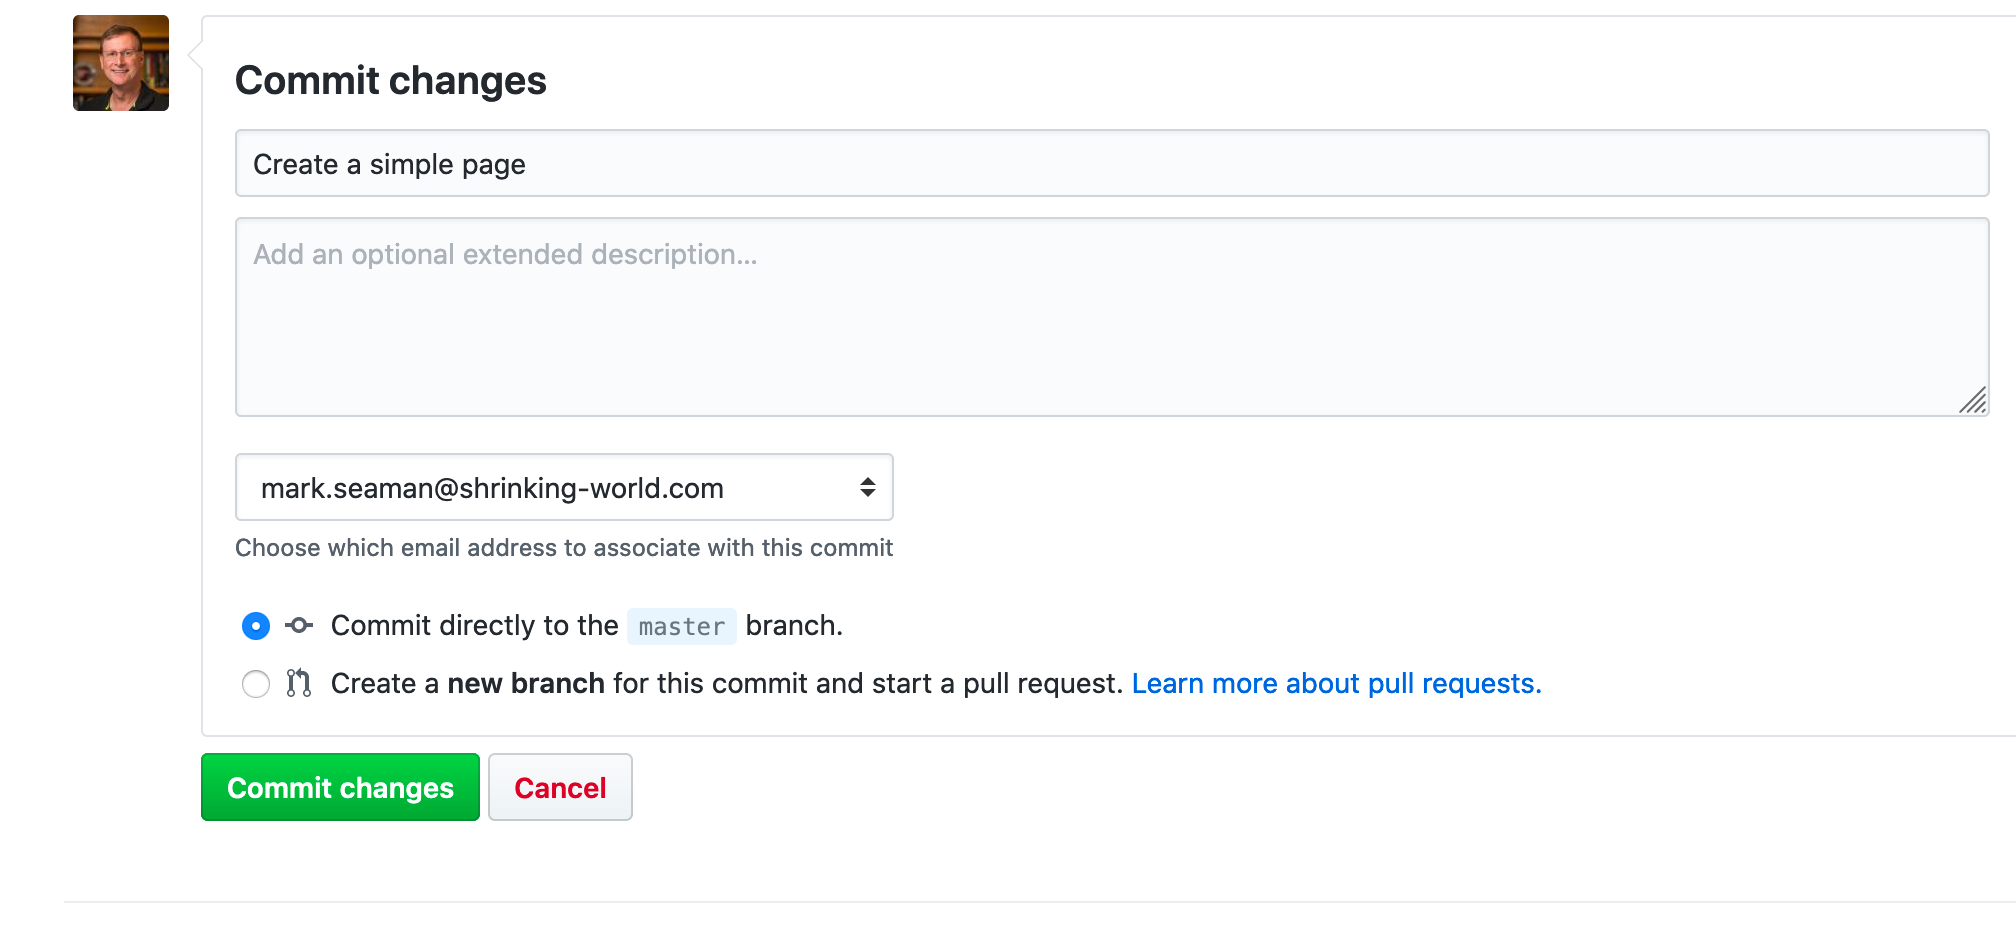 Commit changes
Create a simple page
Add an optional extended description...
mark.seaman@shrinking-world.com
Choose which email address to associate with this commit
Commit directly to the master branch.
Create a new branch for this commit and start a pull request. Learn more about pull requests.
Commit changes Cancel